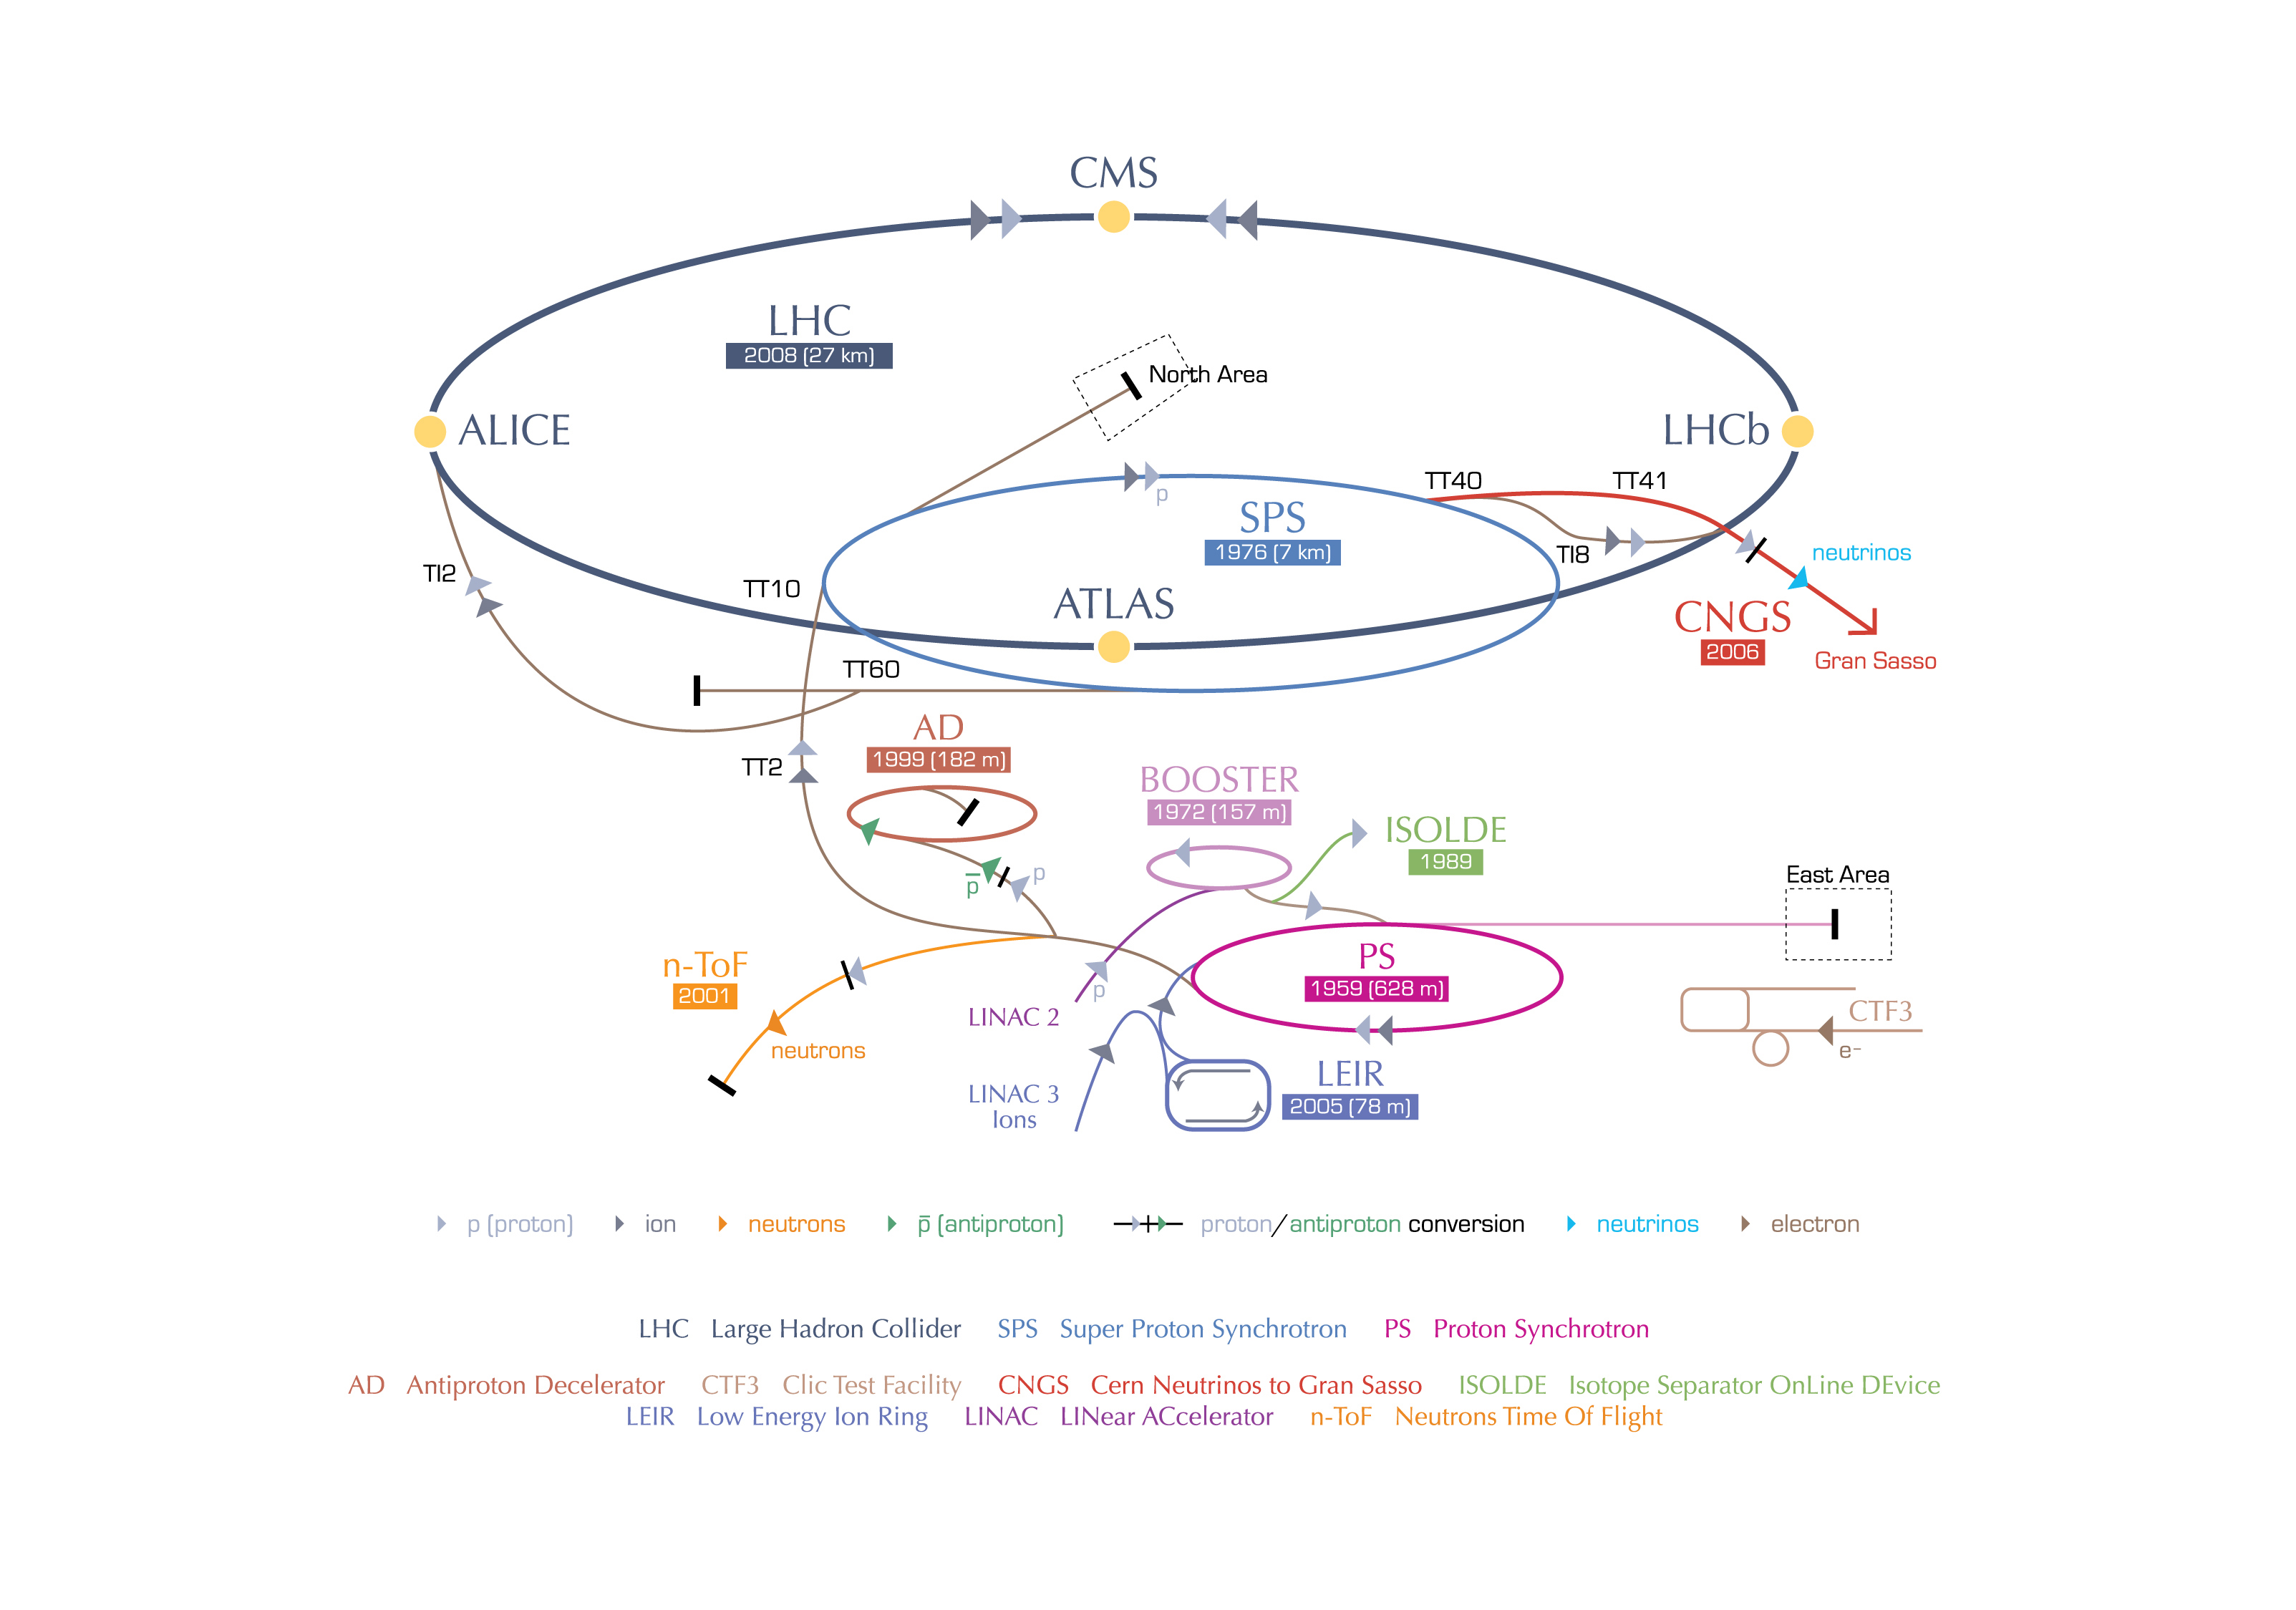 CMS
LHC
2008 (27 km)
North Area
ALICE
LHCb
TT40
TT41
p
SPS
1976 (7 km)
TI8
neutrinos
TI2
TT10
ATLAS
CNGS
2006
Gran Sasso
TT60
AD
1999 (182 m)
TT2
BOOSTER
1972 (157 m)
ISOLDE
1989
p
p̅
East Area
n-ToF
2001
PS
1959 (628 m)
p
LINAC 2
CTF3
neutrons
e-
LEIR
2005 (78 m)
LINAC 3
Ions
p (proton) ion neutrons p̅ (antiproton) proton/antiproton conversion neutrinos electron
LHC Large Hadron Collider SPS Super Proton Synchrotron PS Proton Synchrotron
AD Antiproton Decelerator CTF3 Clic Test Facility CNGS Cern Neutrinos to Gran Sasso ISOLDE Isotope Separator OnLine DEvice
LEIR Low Energy Ion Ring LINAC LINear ACcelerator n-ToF Neutrons Time Of Flight